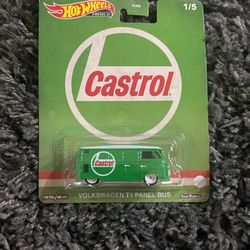 Hot Wheels
PREMIUM
1/5
Castrol
Castrol
VOLKSWAGEN T1 PANEL BUS